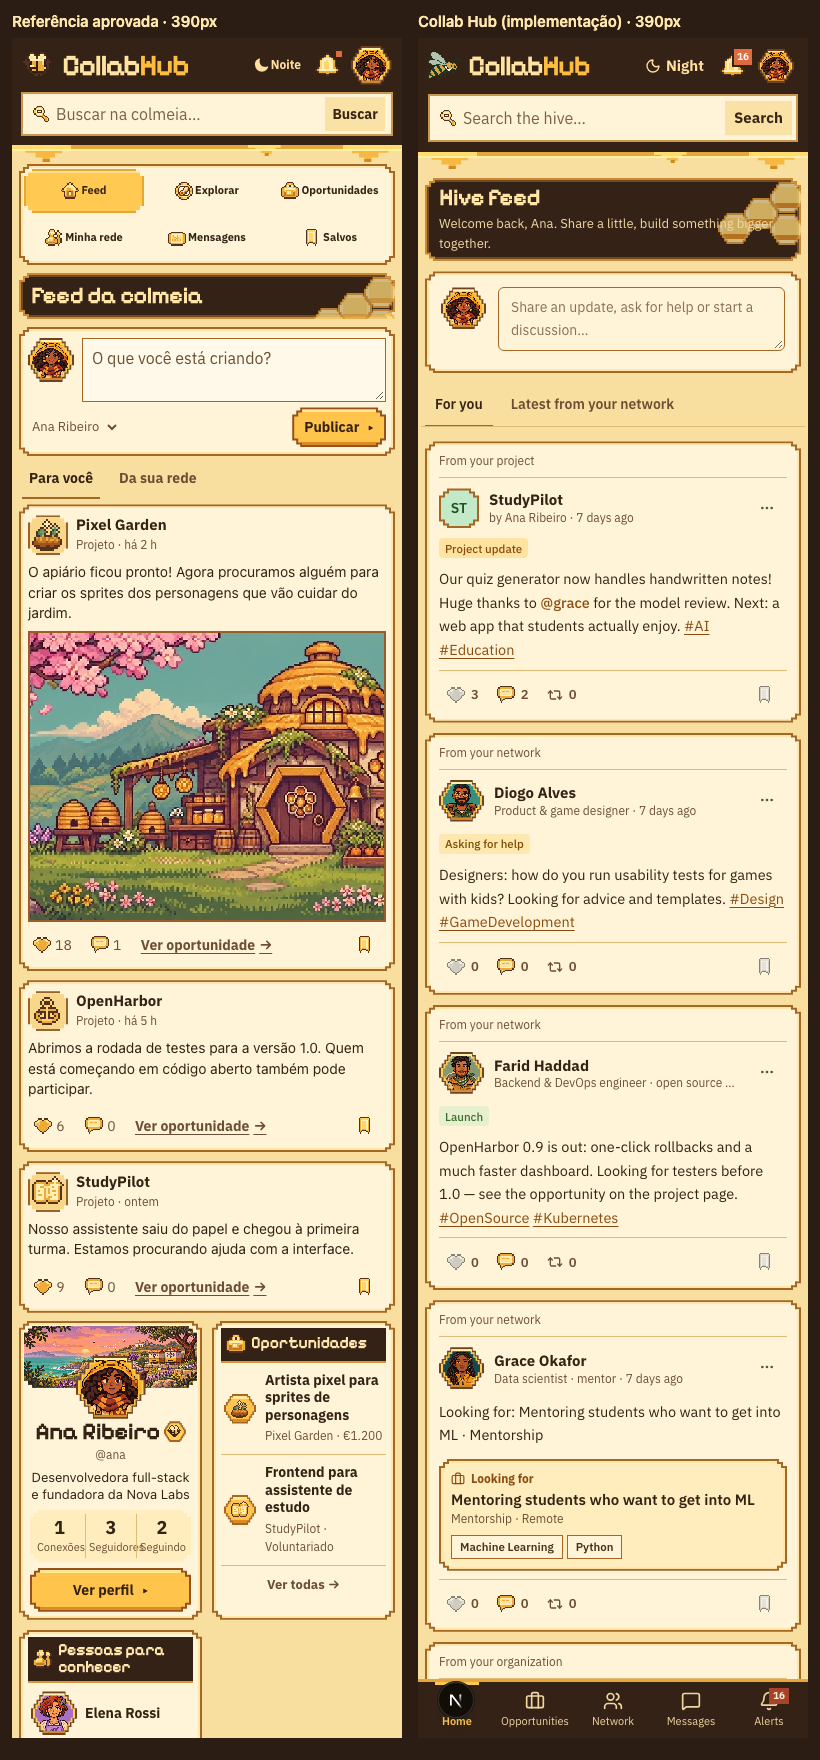 Referência aprovada · 390px
CollabHub
Noite
Buscar na colmeia...
Buscar
Feed
Explorar
Oportunidades
Minha rede
Mensagens
Salvos
Feed da colmeia
O que você está criando?
Ana Ribeiro
Publicar
Para você
Da sua rede
Pixel Garden
Projeto · há 2 h
O apiário ficou pronto! Agora procuramos alguém para
criar os sprites dos personagens que vão cuidar do
jardim.
18
1
Ver oportunidade →
OpenHarbor
Projeto · há 5 h
Abrimos a rodada de testes para a versão 1.0. Quem
está começando em código aberto também pode
participar.
6
0
Ver oportunidade →
StudyPilot
Projeto · ontem
Nosso assistente saiu do papel e chegou à primeira
turma. Estamos procurando ajuda com a interface.
9
0
Ver oportunidade →
Ana Ribeiro
@ana
Desenvolvedora full-stack
e fundadora da Nova Labs
1
3
2
Conexões
Seguidores
Seguindo
Ver perfil
Oportunidades
Artista pixel para
sprites de
personagens
Pixel Garden · €1.200
Frontend para
assistente de
estudo
StudyPilot ·
Voluntariado
Ver todas →
Pessoas para
conhecer
Elena Rossi
Collab Hub (implementação) · 390px
CollabHub
Night
16
Search the hive...
Search
Hive Feed
Welcome back, Ana. Share a little, build something bigger
together.
Share an update, ask for help or start a
discussion...
For you
Latest from your network
From your project
ST
StudyPilot
by Ana Ribeiro · 7 days ago
Project update
Our quiz generator now handles handwritten notes!
Huge thanks to @grace for the model review. Next: a
web app that students actually enjoy. #AI
#Education
3
2
0
From your network
Diogo Alves
Product & game designer · 7 days ago
Asking for help
Designers: how do you run usability tests for games
with kids? Looking for advice and templates. #Design
#GameDevelopment
0
0
0
From your network
Farid Haddad
Backend & DevOps engineer · open source ...
Launch
OpenHarbor 0.9 is out: one-click rollbacks and a
much faster dashboard. Looking for testers before
1.0 — see the opportunity on the project page.
#OpenSource #Kubernetes
0
0
0
From your network
Grace Okafor
Data scientist · mentor · 7 days ago
Looking for: Mentoring students who want to get into
ML · Mentorship
Looking for
Mentoring students who want to get into ML
Mentorship · Remote
Machine Learning
Python
0
0
0
From your organization
N
Home
Opportunities
Network
Messages
16
Alerts